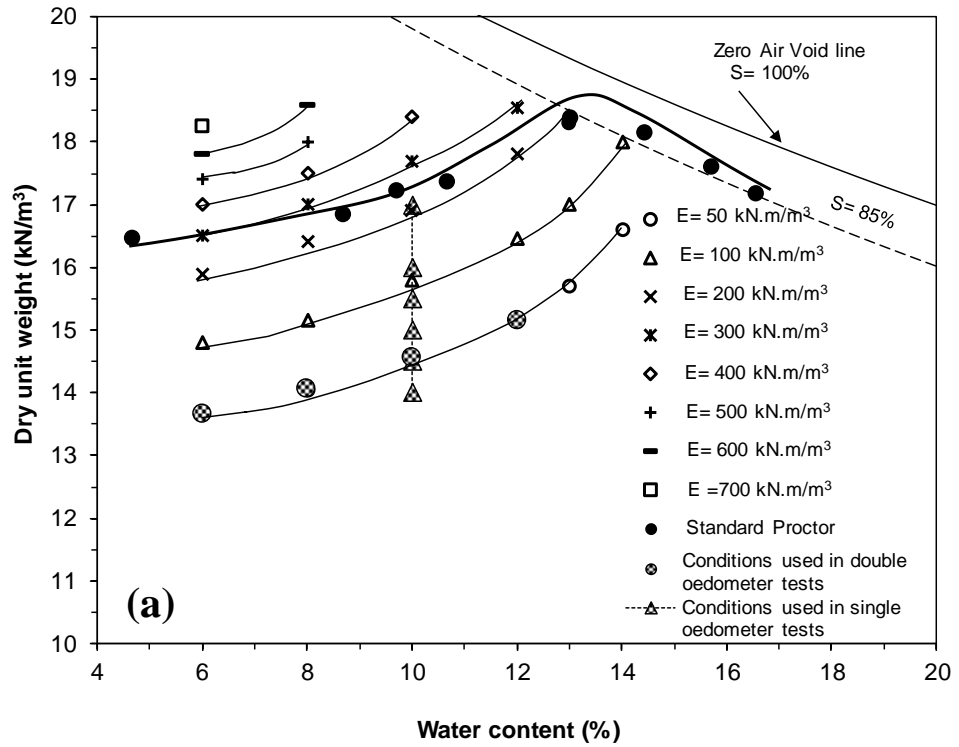 20
19
18
17
16
15
14
13
12
11
10
Dry unit weight (kN/m³)
4
6
8
10
12
14
16
18
20
Water content (%)
(a)
Zero Air Void line
S= 100%
S= 85%
E= 50 kN.m/m³
E= 100 kN.m/m³
E= 200 kN.m/m³
E= 300 kN.m/m³
E= 400 kN.m/m³
E= 500 kN.m/m³
E= 600 kN.m/m³
E =700 kN.m/m³
Standard Proctor
Conditions used in double
oedometer tests
Conditions used in single
oedometer tests